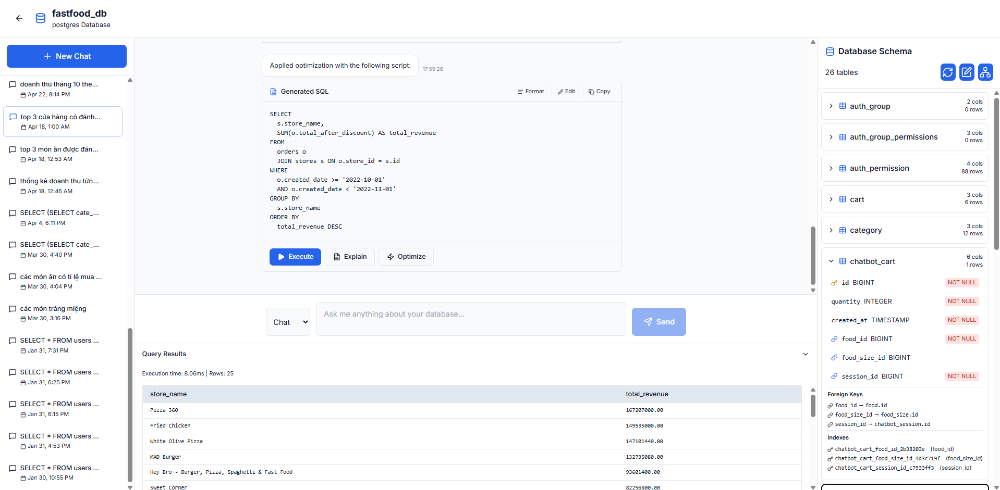 fastfood_db
postgres Database
New Chat
doanh thu tháng 10 the...
Apr 22, 8:14 PM
top 3 cửa hàng có đánh...
Apr 18, 1:00 AM
top 3 món ăn được đán...
Apr 18, 12:53 AM
thống kê doanh thu từn...
Apr 18, 12:46 AM
SELECT (SELECT cate_...
Apr 4, 6:11 PM
SELECT (SELECT cate_...
Mar 30, 4:40 PM
các món ăn có tỉ lệ mua ...
Mar 30, 4:04 PM
các món tráng miệng
Mar 30, 3:16 PM
SELECT * FROM users ...
Jan 31, 7:31 PM
SELECT * FROM users ...
Jan 31, 6:25 PM
SELECT * FROM users ...
Jan 31, 6:15 PM
SELECT * FROM users ...
Jan 31, 4:53 PM
SELECT * FROM users ...
Jan 30, 10:55 PM
Applied optimization with the following script:
17:59:26
Generated SQL
Format
Edit
Copy
SELECT
s.store_name,
SUM(o.total_after_discount) AS total_revenue
FROM
orders o
JOIN stores s ON o.store_id = s.id
WHERE
o.created_date >= '2022-10-01'
AND o.created_date < '2022-11-01'
GROUP BY
s.store_name
ORDER BY
total_revenue DESC
Execute
Explain
Optimize
Chat
Ask me anything about your database...
Send
Query Results
Execution time: 8.06ms | Rows: 25
store_name total_revenue
Pizza 360 167207000.00
Fried Chicken 149535000.00
White Olive Pizza 147101440.00
MAD Burger 132735080.00
Hey Bro - Burger, Pizza, Spaghetti & Fast Food 93601400.00
Sweet Corner 82256800.00
Database Schema
26 tables
auth_group
2 cols
0 rows
auth_group_permissions
3 cols
0 rows
auth_permission
4 cols
88 rows
cart
3 cols
6 rows
category
3 cols
12 rows
chatbot_cart
6 cols
1 rows
id BIGINT NOT NULL
quantity INTEGER NOT NULL
created_at TIMESTAMP NOT NULL
food_id BIGINT NOT NULL
food_size_id BIGINT
session_id BIGINT NOT NULL
Foreign Keys
food_id → food.id
food_size_id → food_size.id
session_id → chatbot_session.id
Indexes
chatbot_cart_food_id_2b38203e (food_id)
chatbot_cart_food_size_id_4d3c719f (food_size_id)
chatbot_cart_session_id_c7933ff3 (session_id)